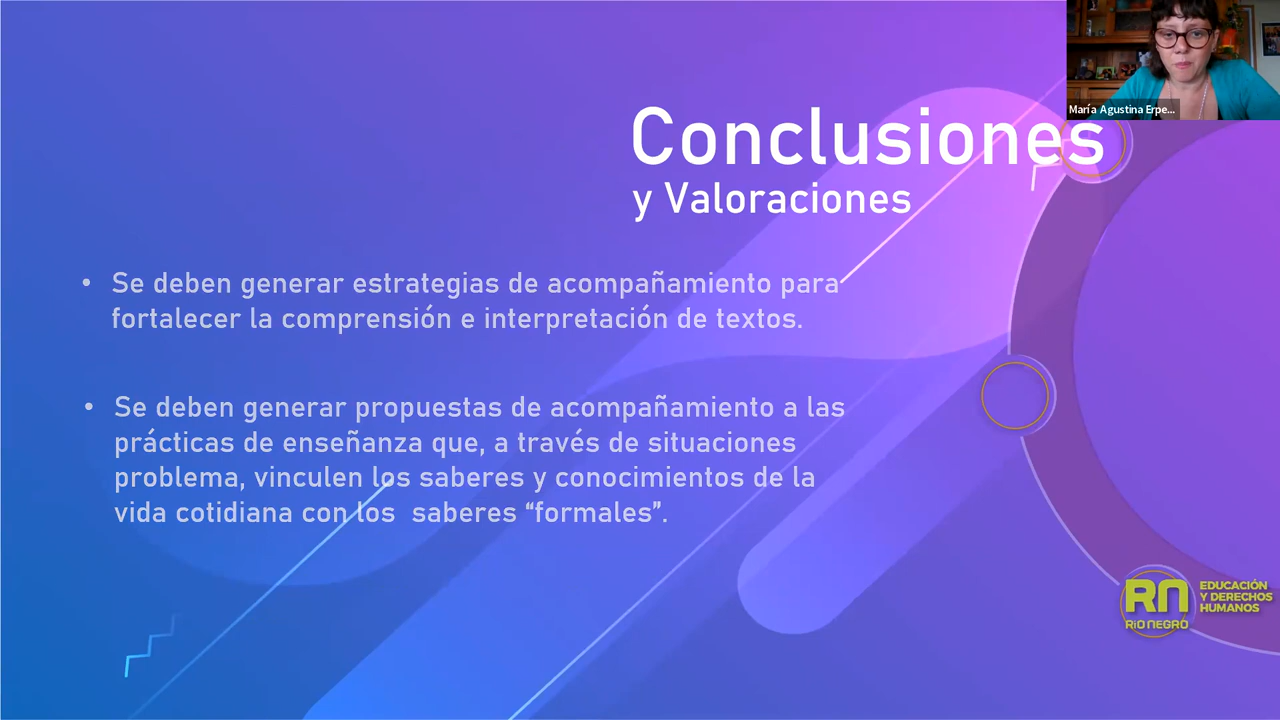 María Agustina Erpe...
Conclusiones
y Valoraciones
• Se deben generar estrategias de acompañamiento para
fortalecer la comprensión e interpretación de textos.
• Se deben generar propuestas de acompañamiento a las
prácticas de enseñanza que, a través de situaciones
problema, vinculen los saberes y conocimientos de la
vida cotidiana con los saberes “formales”.
RN
RÍO NEGRO
EDUCACIÓN
Y DERECHOS
HUMANOS